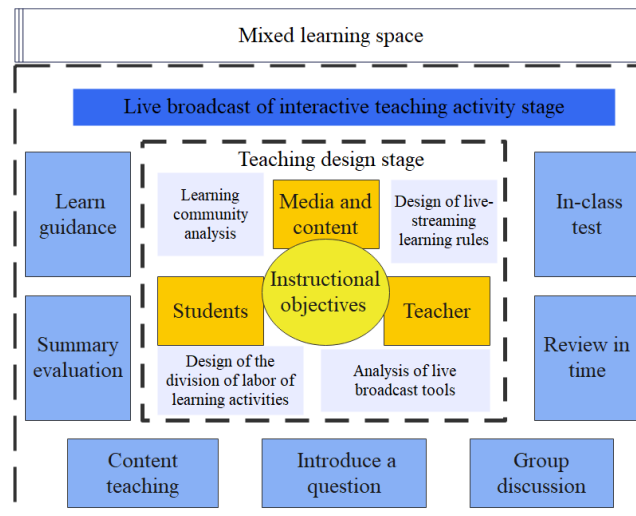 Mixed learning space
Live broadcast of interactive teaching activity stage
Teaching design stage
Learn
guidance
Learning
community
analysis
Media and
content
Design of live-
streaming
learning rules
In-class
test
Instructional
objectives
Students
Teacher
Summary
evaluation
Design of the
division of labor of
learning activities
Analysis of live
broadcast tools
Review in
time
Content
teaching
Introduce a
question
Group
discussion